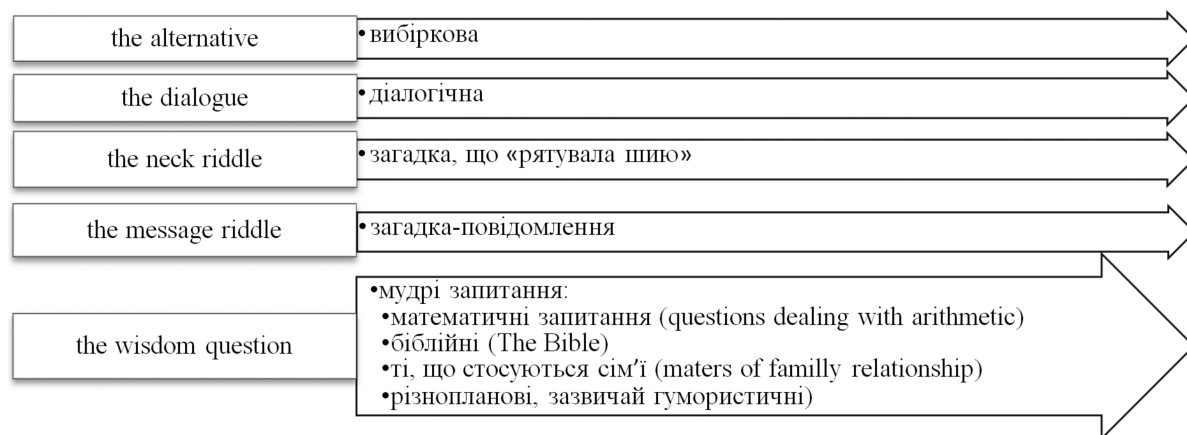 the alternative
•вибіркова
the dialogue
•діалогічна
the neck riddle
•загадка, що «рятувала шию»
the message riddle
•загадка-повідомлення
the wisdom question
•мудрі запитання:
•математичні запитання (questions dealing with arithmetic)
•біблійні (The Bible)
•ті, що стосуються сім'ї (maters of familly relationship)
•різнопланові, зазвичай гумористичні)